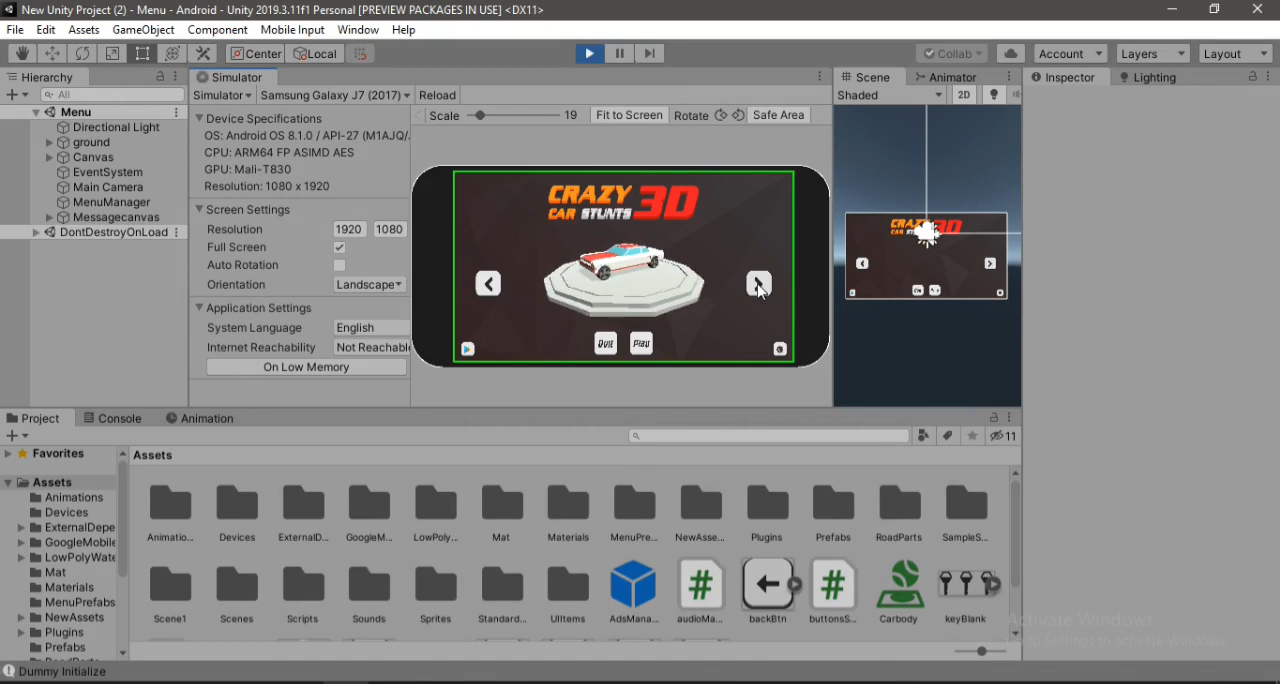 New Unity Project (2) - Menu - Android - Unity 2019.3.11f1 Personal [PREVIEW PACKAGES IN USE] <DX11>
File Edit Assets GameObject Component Mobile Input Window Help
Center Local Collab Account Layers Layout
Hierarchy
All
Menu
Directional Light
ground
Canvas
EventSystem
Main Camera
MenuManager
Messagecanvas
DontDestroyOnLoad
Simulator
Simulator Samsung Galaxy J7 (2017) Reload
Scale 19 Fit to Screen Rotate Safe Area
Device Specifications
OS: Android OS 8.1.0 / API-27 (M1AJQ/.
CPU: ARM64 FP ASIMD AES
GPU: Mali-T830
Resolution: 1080 x 1920
Screen Settings
Resolution 1920 1080
Full Screen
Auto Rotation
Orientation Landscape
Application Settings
System Language English
Internet Reachability Not Reachable
On Low Memory
CRAZY
CAR STUNTS 3D
Quit Play
Scene Animator
Shaded 2D
Inspector Lighting
Project Console Animation
11
Favorites
Assets
Animations
Devices
ExternalDepe
GoogleMobile
LowPolyWate
Mat
Materials
MenuPrefabs
NewAssets
Plugins
Prefabs
Assets
Animatio... Devices ExternalD... GoogleM... LowPoly... Mat Materials MenuPre... NewAsse... Plugins Prefabs RoadParts SampleS...
Scene1 Scenes Scripts Sounds Sprites Standard... UIItems AdsMana... audioMa... backBtn buttonsS... Carbody keyBlank
Activate Windows
Go to Settings to activate Windows.
Dummy Initialize